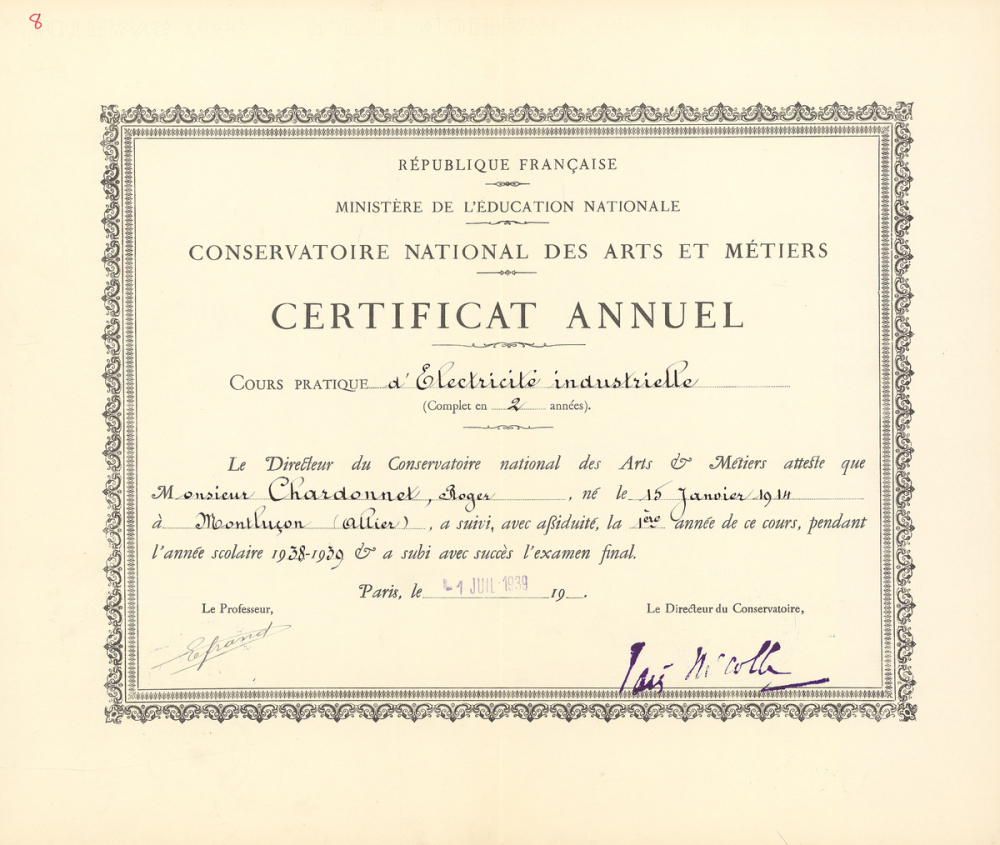 8
RÉPUBLIQUE FRANÇAISE
MINISTÈRE DE L'ÉDUCATION NATIONALE
CONSERVATOIRE NATIONAL DES ARTS ET MÉTIERS
CERTIFICAT ANNUEL
COURS PRATIQUE d'Electricité industrielle
(Complet en 2 années).
Le Directeur du Conservatoire national des Arts & Métiers atteste que
Monsieur Chardonnet, Roger, né le 15 Janvier 1914
à Montluçon (Allier), a suivi, avec assiduité, la 1ère année de ce cours, pendant
l'année scolaire 1938-1939 & a subi avec succès l'examen final.
Paris, le -1 JUIL 1939 19 .
Le Professeur,
Le Directeur du Conservatoire,
Nicolle